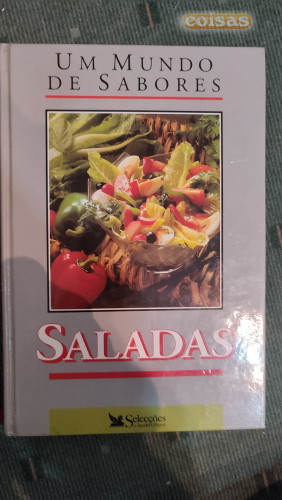 coisas
UM MUNDO
DE SABORES
SALADAS
Selecções